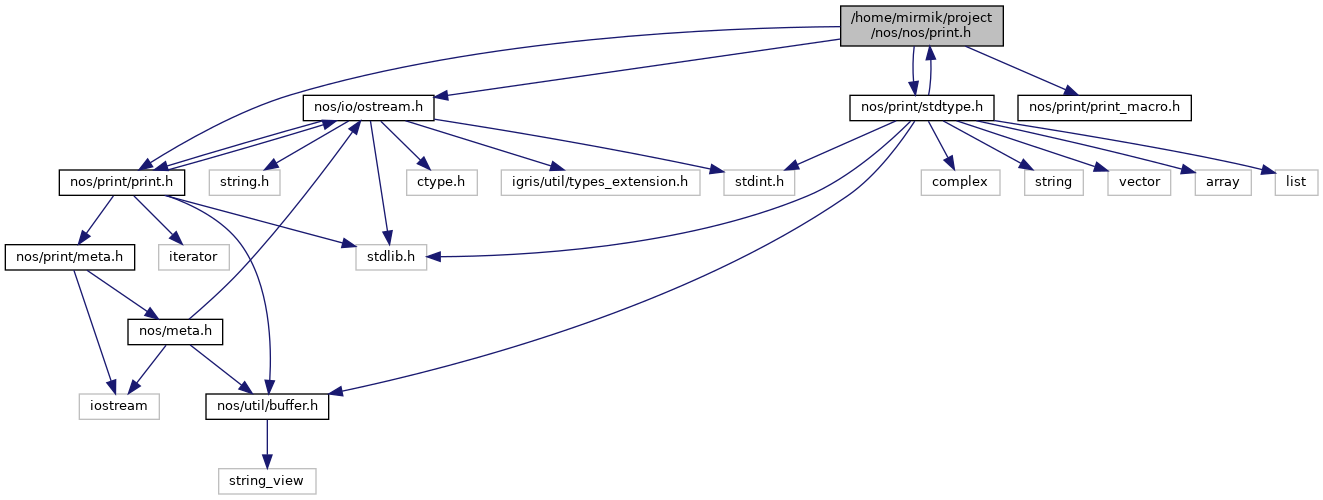 /home/mirmik/project
/nos/nos/print.h
nos/io/ostream.h
nos/print/stdtype.h
nos/print/print_macro.h
nos/print/print.h
string.h
ctype.h
igris/util/types_extension.h
stdint.h
complex
string
vector
array
list
nos/print/meta.h
iterator
stdlib.h
nos/meta.h
iostream
nos/util/buffer.h
string_view